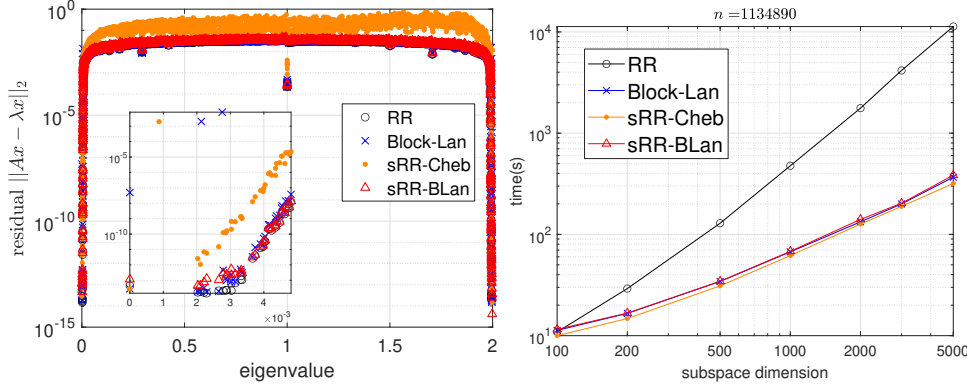 residual ||Ax − λx||₂
10^0
10^-5
10^-10
10^-15
10^-5
10^-10
0
2
3
4
×10^-3
RR
Block-Lan
sRR-Cheb
sRR-BLan
0
0.5
1
1.5
2
eigenvalue
n =1134890
time(s)
10^4
10^3
10^2
10^1
RR
Block-Lan
sRR-Cheb
sRR-BLan
100
200
500
1000
2000
3000
5000
subspace dimension